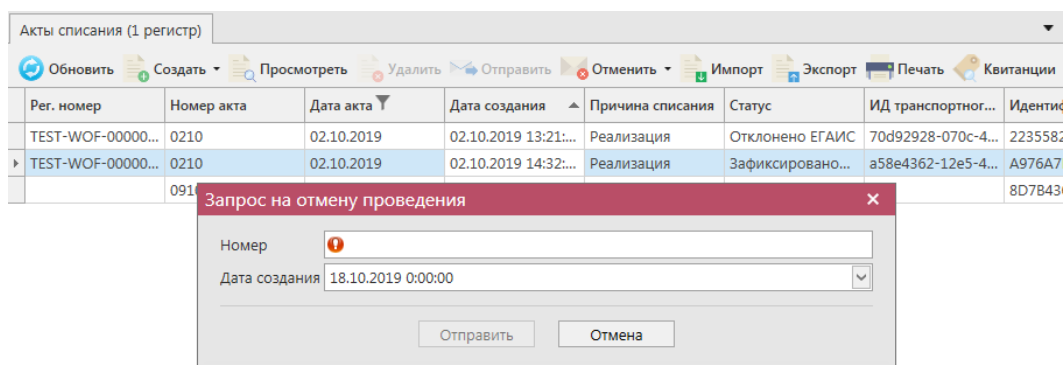 Акты списания (1 регистр)
Обновить Создать Просмотреть Удалить Отправить Отменить Импорт Экспорт Печать Квитанции
Рег. номер Номер акта Дата акта Дата создания Причина списания Статус ИД транспортног... Идентиф
TEST-WOF-00000... 0210 02.10.2019 02.10.2019 13:21:... Реализация Отклонено ЕГАИС 70d92928-070c-4... 2235582
TEST-WOF-00000... 0210 02.10.2019 02.10.2019 14:32:... Реализация Зафиксировано... a58e4362-12e5-4... A976A7
091 8D7B43
Запрос на отмену проведения
Номер
Дата создания 18.10.2019 0:00:00
Отправить Отмена